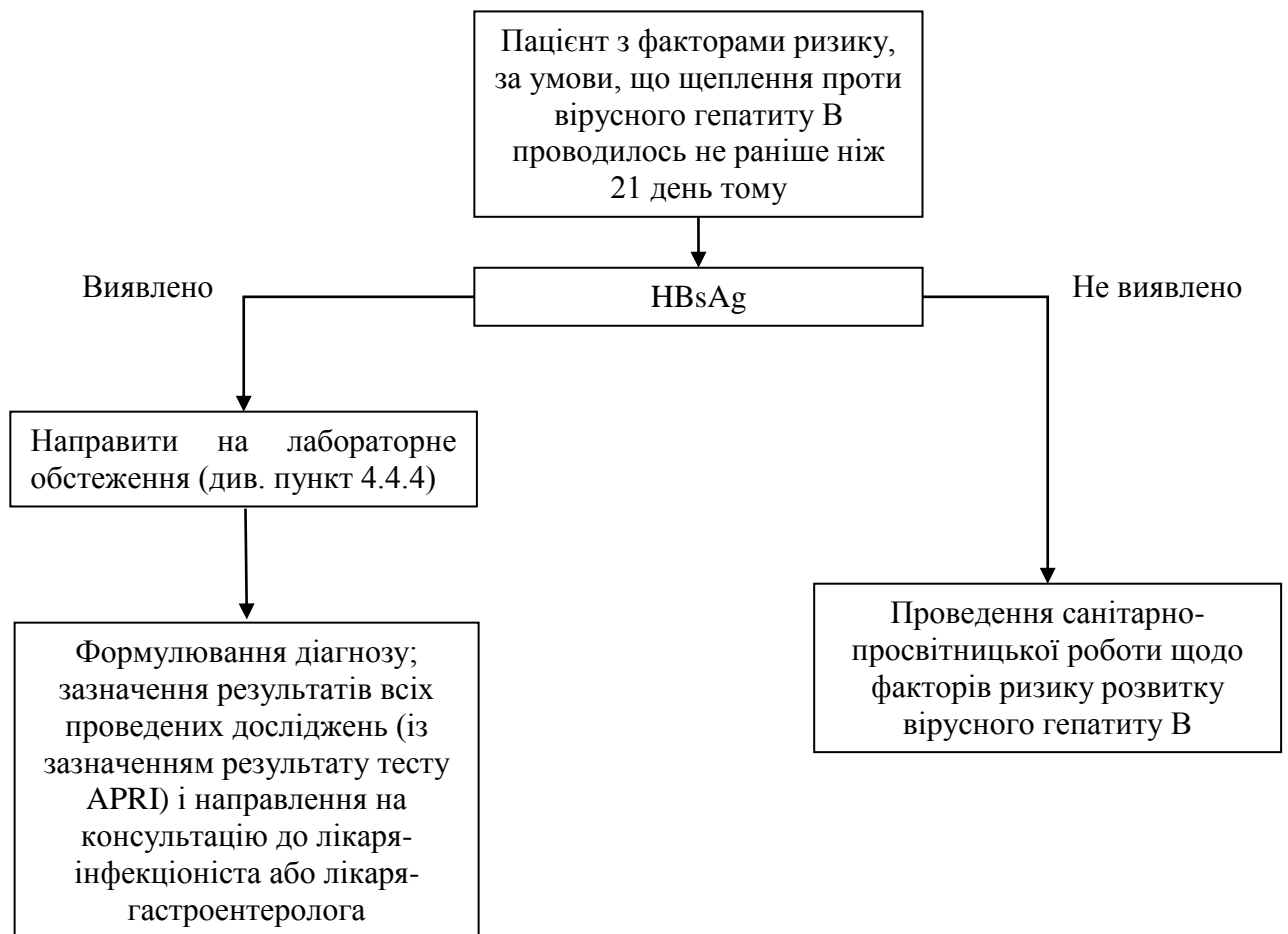 Пацієнт з факторами ризику,
за умови, що щеплення проти
вірусного гепатиту В
проводилось не раніше ніж
21 день тому
Виявлено
HBsAg
Не виявлено
Направити на лабораторне
обстеження (див. пункт 4.4.4)
Формулювання діагнозу;
зазначення результатів всіх
проведених досліджень (із
зазначенням результату тесту
APRI) і направлення на
консультацію до лікаря-
інфекціоніста або лікаря-
гастроентеролога
Проведення санітарно-
просвітницької роботи щодо
факторів ризику розвитку
вірусного гепатиту В